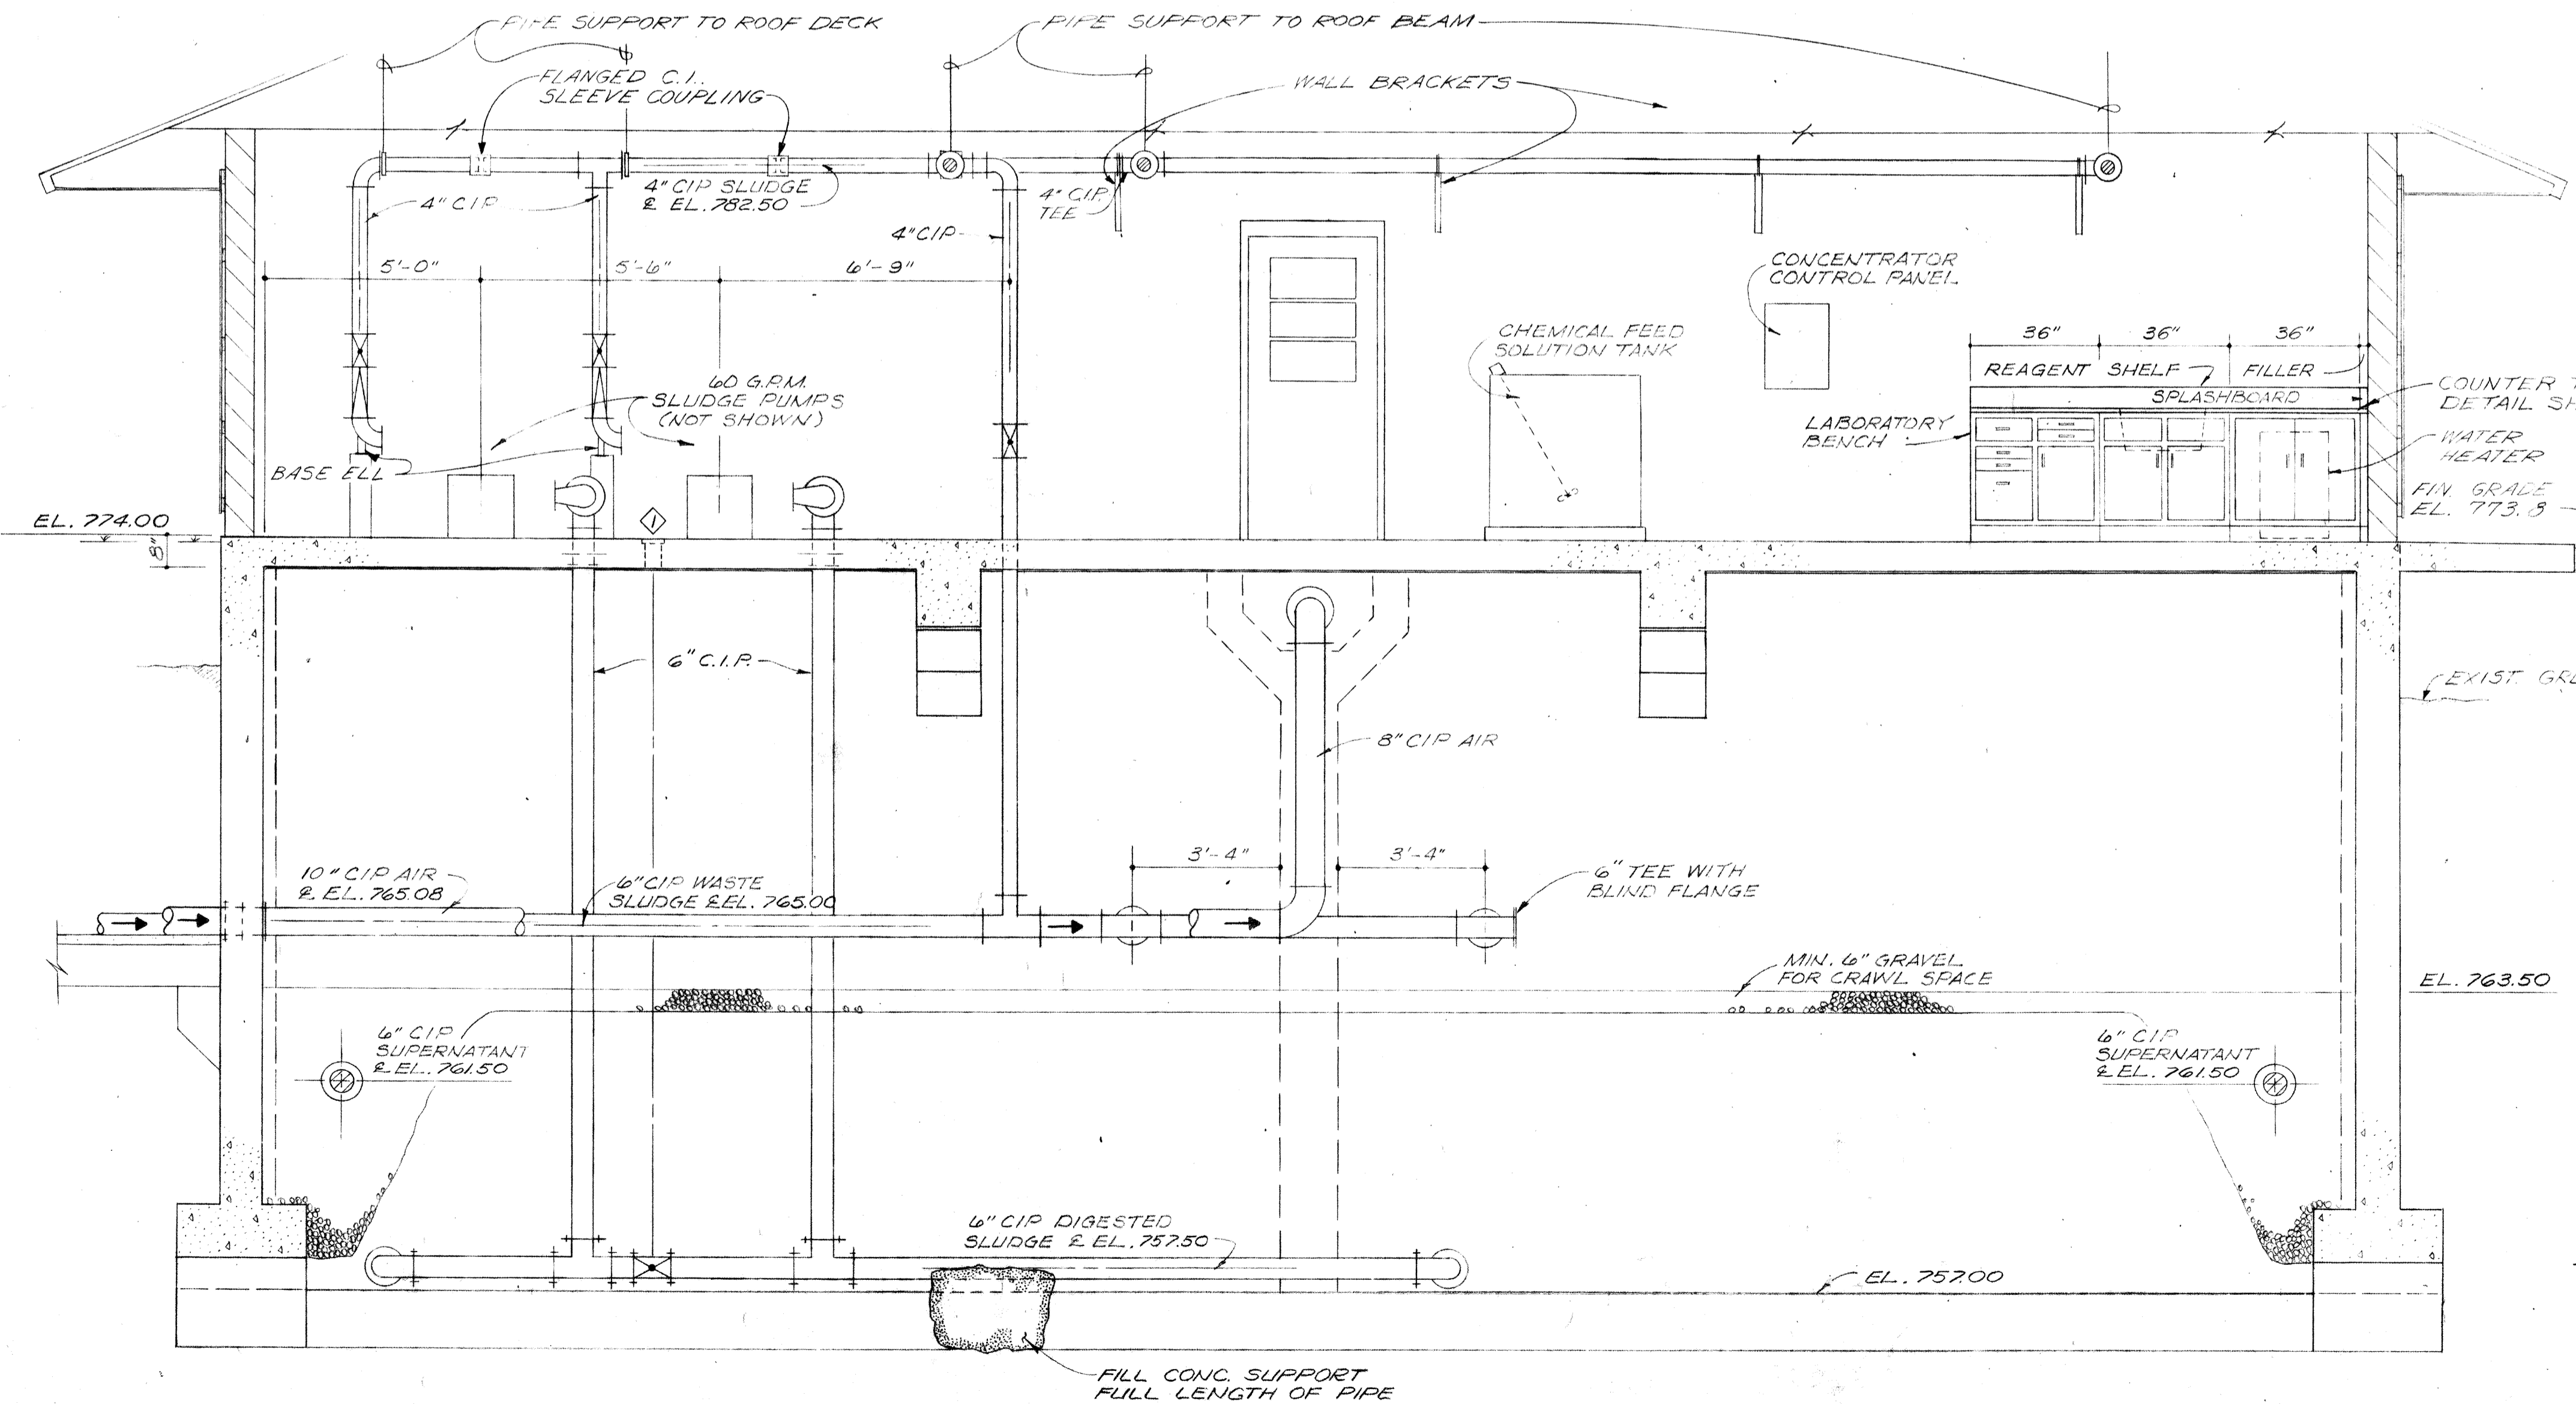 PIPE SUPPORT TO ROOF DECK
PIPE SUPPORT TO ROOF BEAM
FLANGED C.I.
SLEEVE COUPLING
WALL BRACKETS
4" CIP
4" CIP SLUDGE
℄ EL. 782.50
4" C.I.P.
TEE
4" CIP
5'-0"
5'-6"
6'-9"
CONCENTRATOR
CONTROL PANEL
CHEMICAL FEED
SOLUTION TANK
36"
36"
36"
REAGENT SHELF
FILLER
SPLASHBOARD
COUNTER
DETAIL
60 G.P.M.
SLUDGE PUMPS
(NOT SHOWN)
LABORATORY
BENCH
WATER
HEATER
BASE ELL
FIN. GRADE
EL. 773.8
EL. 774.00
8"
1
6" C.I.P.
EXIST.
8" CIP AIR
3'-4"
3'-4"
10" CIP AIR
℄ EL. 765.08
6" CIP WASTE
SLUDGE ℄ EL. 765.00
6" TEE WITH
BLIND FLANGE
MIN. 6" GRAVEL
FOR CRAWL SPACE
EL. 763.50
6" CIP
SUPERNATANT
℄ EL. 761.50
6" CIP
SUPERNATANT
℄ EL. 761.50
6" CIP DIGESTED
SLUDGE ℄ EL. 757.50
EL. 757.00
FILL CONC. SUPPORT
FULL LENGTH OF PIPE